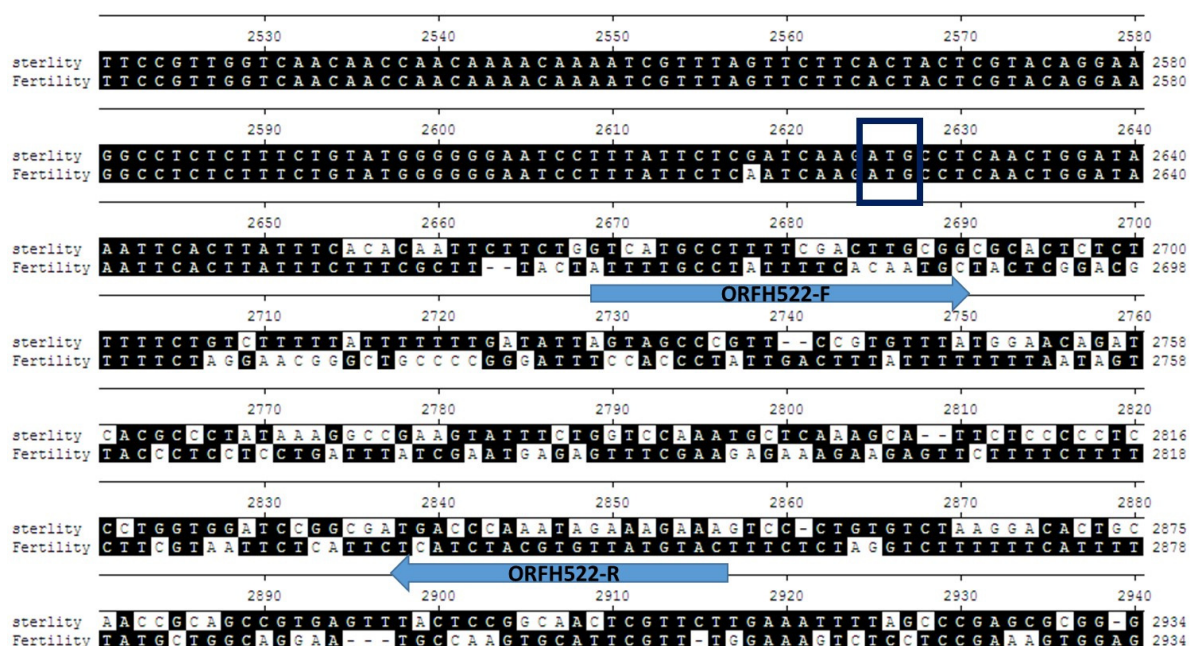 2530 2540 2550 2560 2570 2580
sterlity TTCCGTTGGTCAACAACCAACAAAACAAAATCGTTTAGTTCTTCACTACTCGTACAGGAA 2580
Fertility TTCCGTTGGTCAACAACCAACAAAACAAAATCGTTTAGTTCTTCACTACTCGTACAGGAA 2580
2590 2600 2610 2620 2630 2640
sterlity GGCCTCTCTTTCTGTATGGGGGGAATCCTTTATTCTCGATCAAGATGCCTCAACTGGATA 2640
Fertility GGCCTCTCTTTCTGTATGGGGGGAATCCTTTATTCTCAATCAAGATGCCTCAACTGGATA 2640
2650 2660 2670 2680 2690 2700
sterlity AATTCACTTATTTCACACAATTCTTCTGGTCATGCCTTTTCGACTTGCGGCGCACTCTCT 2700
Fertility AATTCACTTATTTCTTTCGCTT--TACTATTTTGCCTATTTTCACAATGCTACTCGGACG 2698
ORFH522-F
2710 2720 2730 2740 2750 2760
sterlity TTTTCTGTCTTTTTATTTTTTTGATATTAGTAGCCCGTT--CCGTGTTTATGGAACAGAT 2758
Fertility TTTTCTAGGAACGGGCTGCCCCGGGATTTCCACCCTATTGACTTTATTTTTTTTAATAGT 2758
2770 2780 2790 2800 2810 2820
sterlity CACGCCCTATAAAGGCCGAAGTATTTCTGGTCCAAATGCTCAAAGCA--TTCTCCCCCTC 2816
Fertility TACCCTCCTCCTGATTTATCGAATGAGAGTTTCGAAGAGAAAGAAGAGTTCTTTTCTTTT 2818
2830 2840 2850 2860 2870 2880
sterlity CCTGGTGGATCCGGCGATGACCCAAATAGAAAGAAAGTCC-CTGTGTCTAAGGACACTGC 2875
Fertility CTTCGTAATTCTCATTCTCATCTACGTGTTATGTACTTTCTCTAGGTCTTTTTTCATTTT 2878
ORFH522-R
2890 2900 2910 2920 2930 2940
sterlity AACCGCAGCCGTGAGTTTACTCCGGCAACTCGTTCTTGAAATTTTAGCCCGAGCGCGG-G 2934
Fertility TATGCTGGCAGGAA---TGCCAAGTGCATTCGTT-TGGAAAGTCTCCTCCGAAAGTGGAG 2934